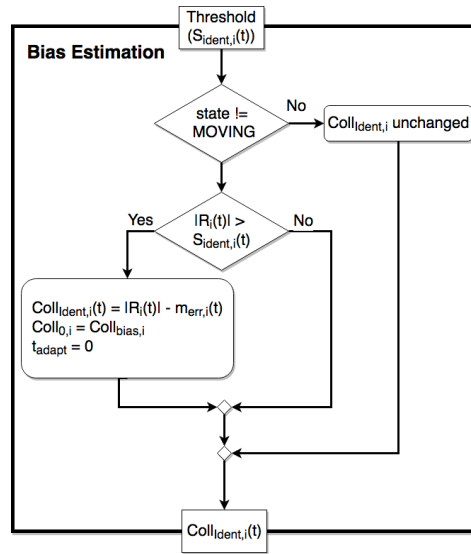 Threshold
(S_ident,i(t))
Bias Estimation
state !=
MOVING
No
Coll_Ident,i unchanged
|R_i(t)| >
S_ident,i(t)
Yes
No
Coll_Ident,i(t) = |R_i(t)| - m_err,i(t)
Coll_0,i = Coll_bias,i
t_adapt = 0
Coll_Ident,i(t)